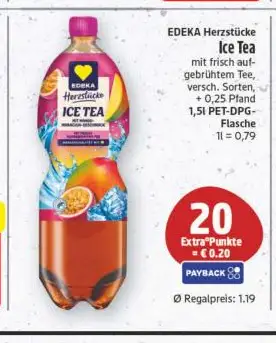 EDEKA Herzstücke
Ice Tea
mit frisch auf-
gebrühtem Tee,
versch. Sorten,
+ 0,25 Pfand
1,5l PET-DPG-
Flasche
1l = 0,79
EDEKA
Herzstücke
ICE TEA
20
Extra°Punkte
= € 0.20
PAYBACK
Ø Regalpreis: 1.19